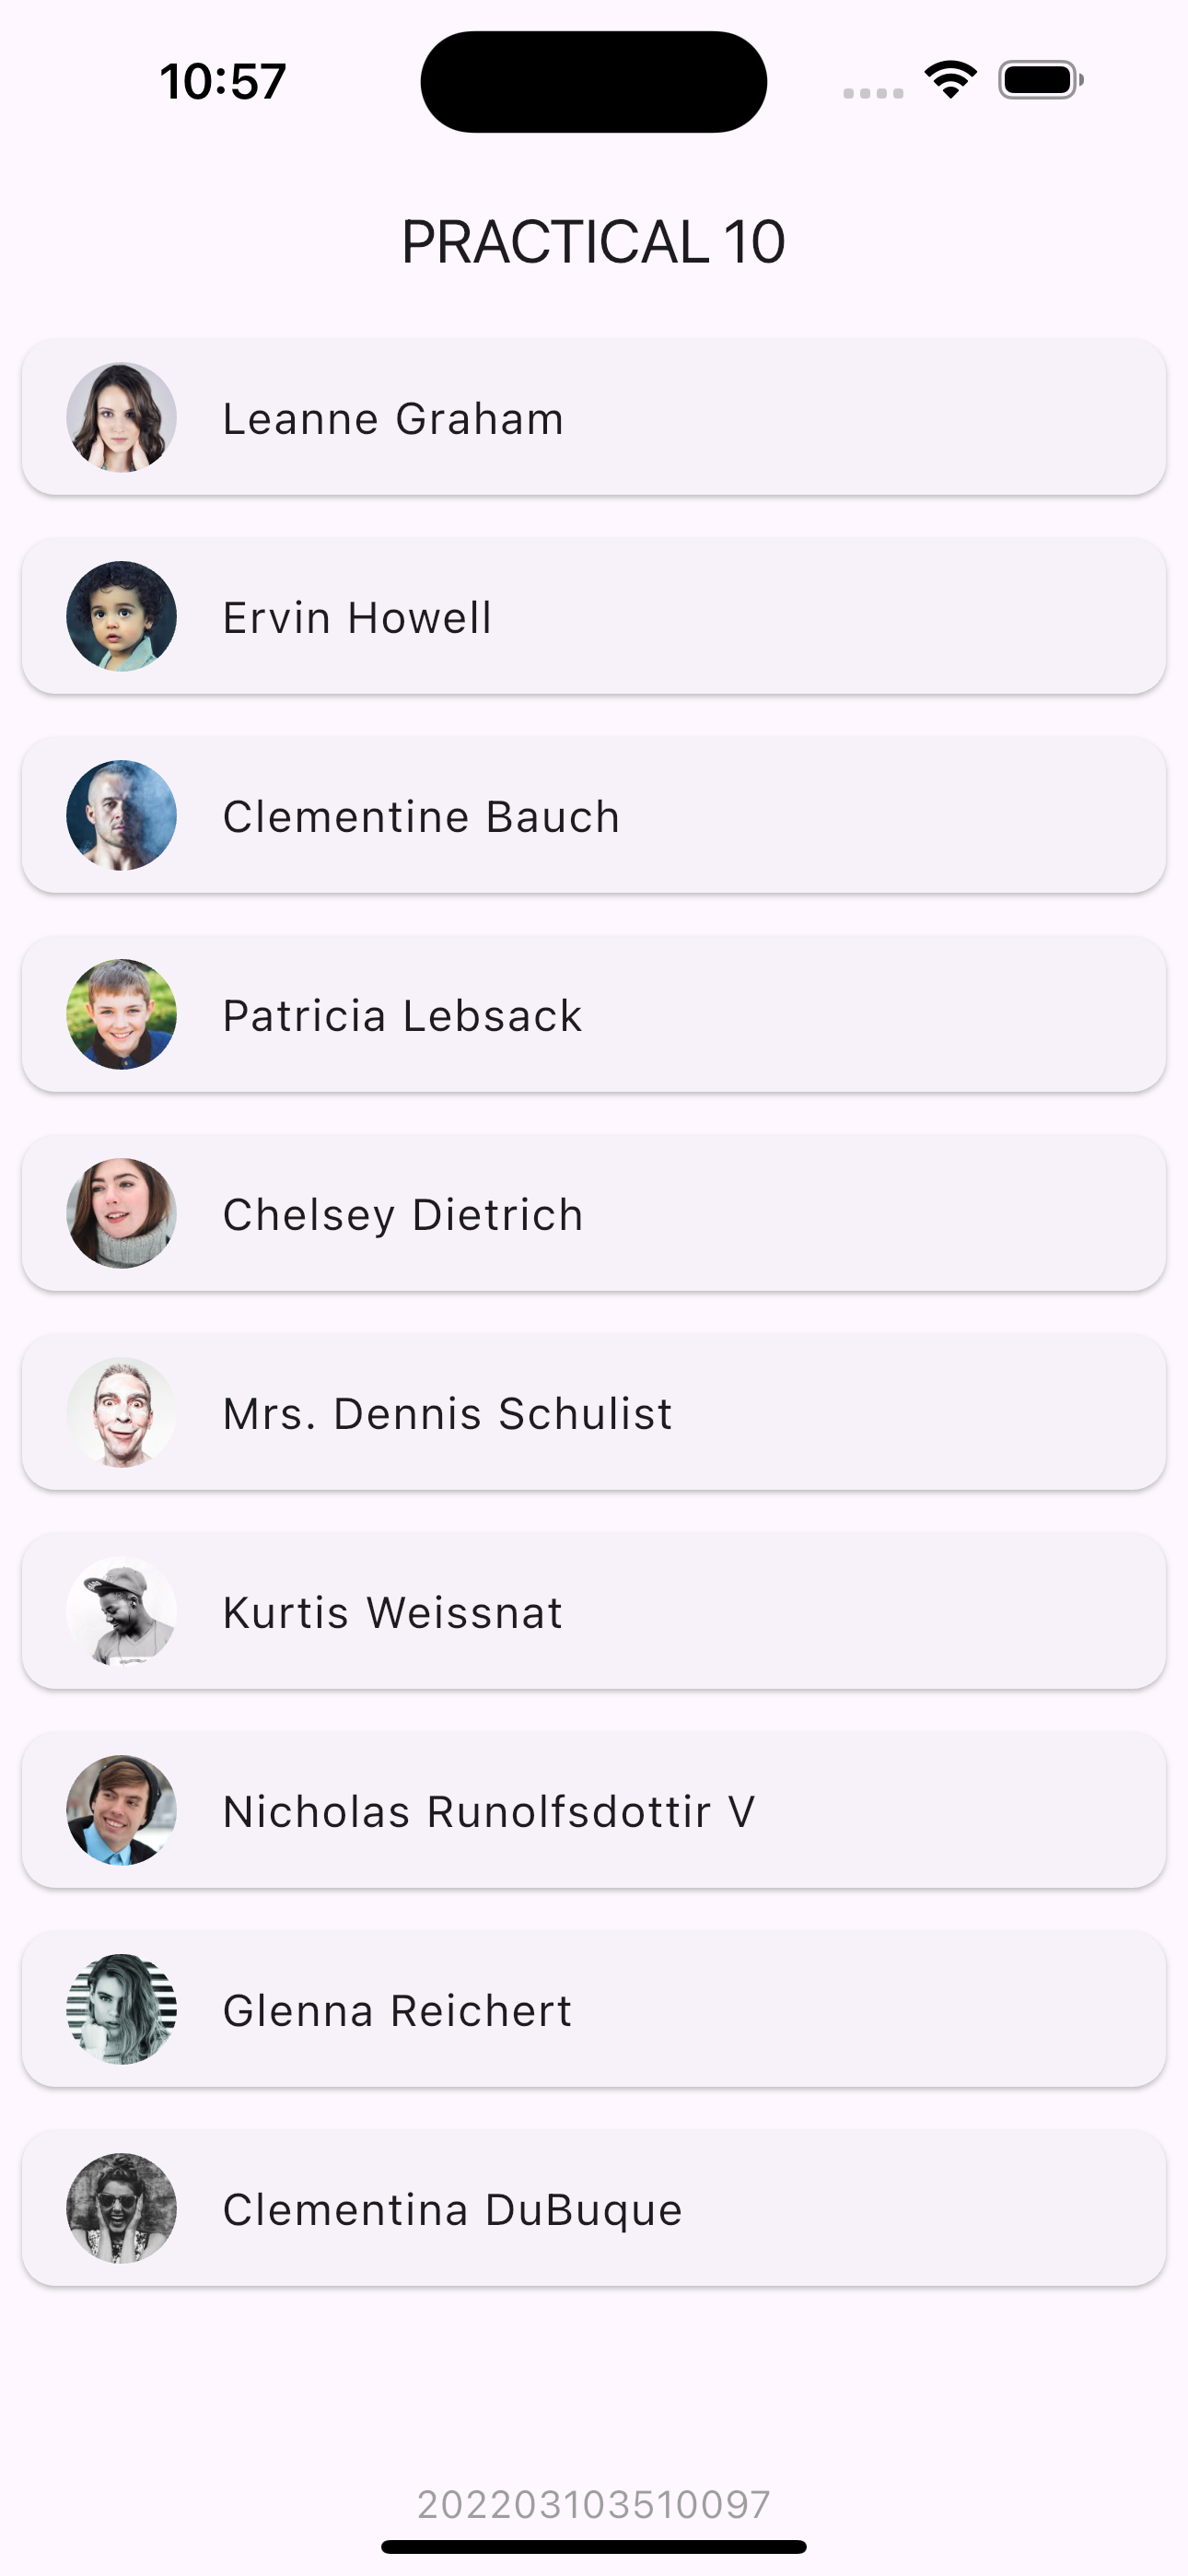 10:57
PRACTICAL 10
Leanne Graham
Ervin Howell
Clementine Bauch
Patricia Lebsack
Chelsey Dietrich
Mrs. Dennis Schulist
Kurtis Weissnat
Nicholas Runolfsdottir V
Glenna Reichert
Clementina DuBuque
202203103510097